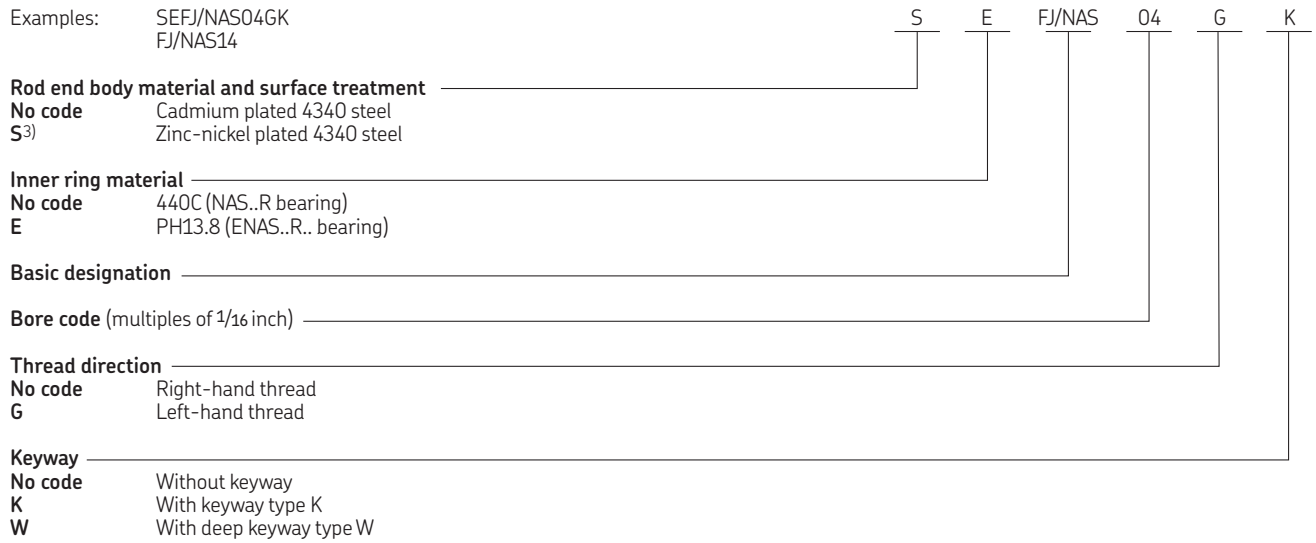 Examples: SEFJ/NAS04GK S E FJ/NAS 04 G K
FJ/NAS14
Rod end body material and surface treatment
No code Cadmium plated 4340 steel
S3) Zinc-nickel plated 4340 steel
Inner ring material
No code 440C (NAS..R bearing)
E PH13.8 (ENAS..R.. bearing)
Basic designation
Bore code (multiples of 1/16 inch)
Thread direction
No code Right-hand thread
G Left-hand thread
Keyway
No code Without keyway
K With keyway type K
W With deep keyway type W